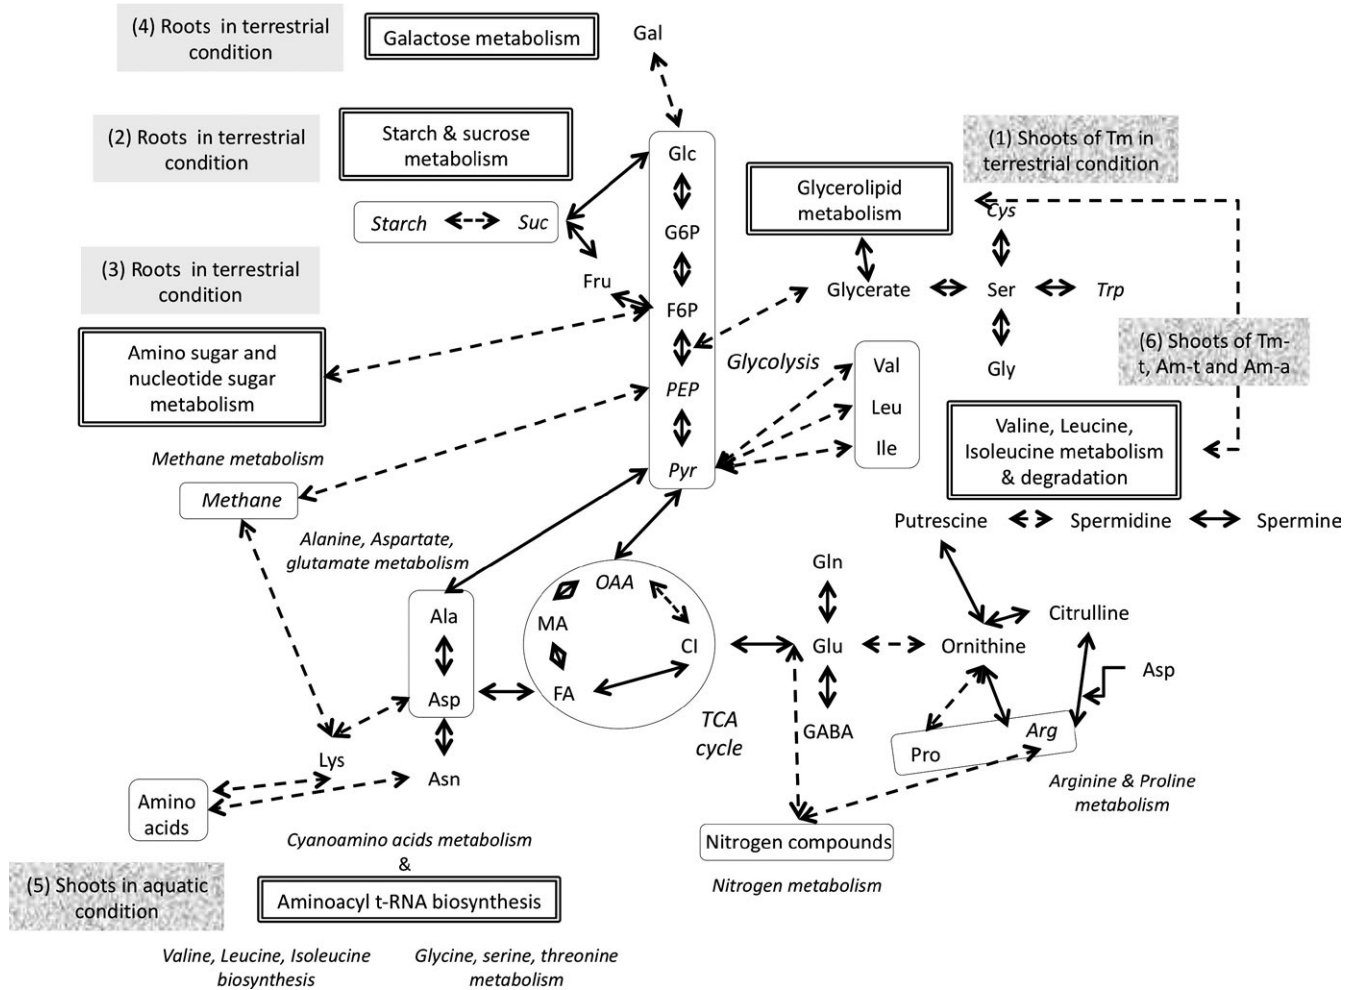 (4) Roots in terrestrial
condition
Galactose metabolism
Gal
(2) Roots in terrestrial
condition
Starch & sucrose
metabolism
Glc
(1) Shoots of Tm in
terrestrial condition
Glycerolipid
metabolism
Starch
Suc
G6P
Cys
(3) Roots in terrestrial
condition
Fru
F6P
Glycerate
Ser
Trp
Amino sugar and
nucleotide sugar
metabolism
Glycolysis
Val
Gly
(6) Shoots of Tm-
t, Am-t and Am-a
PEP
Leu
Ile
Valine, Leucine,
Isoleucine metabolism
& degradation
Methane metabolism
Pyr
Methane
Putrescine
Spermidine
Spermine
Alanine, Aspartate,
glutamate metabolism
OAA
Gln
Ala
MA
CI
Glu
Ornithine
Citrulline
Asp
FA
Asp
TCA
cycle
GABA
Pro
Arg
Lys
Asn
Arginine & Proline
metabolism
Amino
acids
Nitrogen compounds
Nitrogen metabolism
Cyanoamino acids metabolism
&
(5) Shoots in aquatic
condition
Aminoacyl t-RNA biosynthesis
Valine, Leucine, Isoleucine
biosynthesis
Glycine, serine, threonine
metabolism